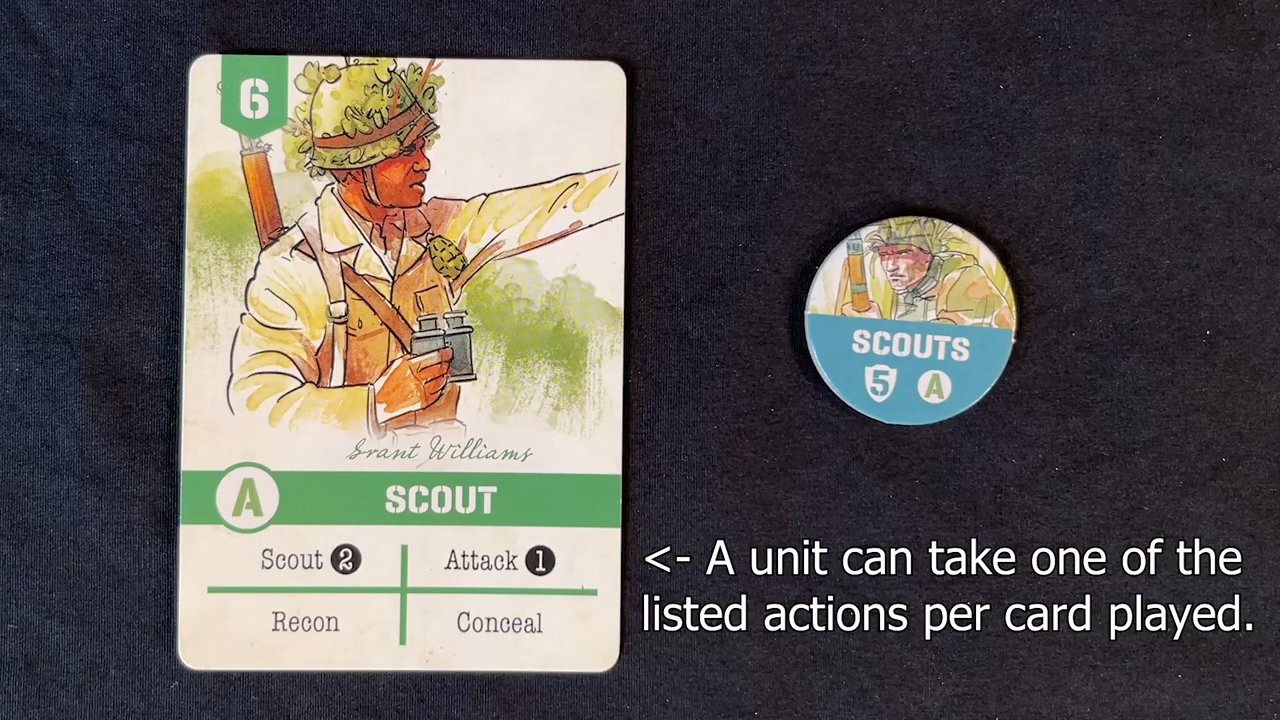 6
Grant Williams
A SCOUT
Scout 2 Attack 1
Recon Conceal
SCOUTS
5 A
<- A unit can take one of the
listed actions per card played.